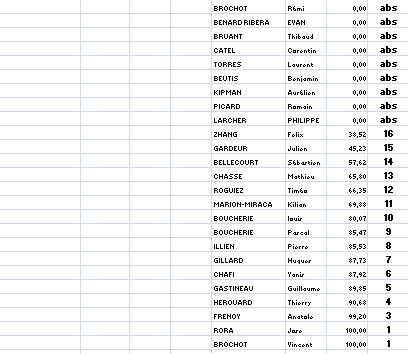 BROCHOT Rémi 0,00 abs
BENARD RIBERA EVAN 0,00 abs
BRUANT Thibaud 0,00 abs
CATEL Corentin 0,00 abs
TORRES Laurent 0,00 abs
BEUTIS Benjamin 0,00 abs
KIPMAN Aurélien 0,00 abs
PICARD Romain 0,00 abs
LARCHER PHILIPPE 0,00 abs
ZHANG Felix 38,52 16
GARDEUR Julien 45,23 15
BELLECOURT Sébastien 57,62 14
CHASSE Mathieu 65,80 13
ROGUIEZ Timéo 66,35 12
MARION-MIRACA Kilian 69,88 11
BOUCHERIE louis 80,07 10
BOUCHERIE Pascal 85,47 9
ILLIEN Pierre 85,53 8
GILLARD Hugues 87,73 7
CHAFI Yanis 87,92 6
GASTINEAU Guillaume 89,85 5
HEROUARD Thierry 90,68 4
FRENOY Anatole 99,20 3
RORA Jase 100,00 1
BROCHOT Vincent 100,00 1